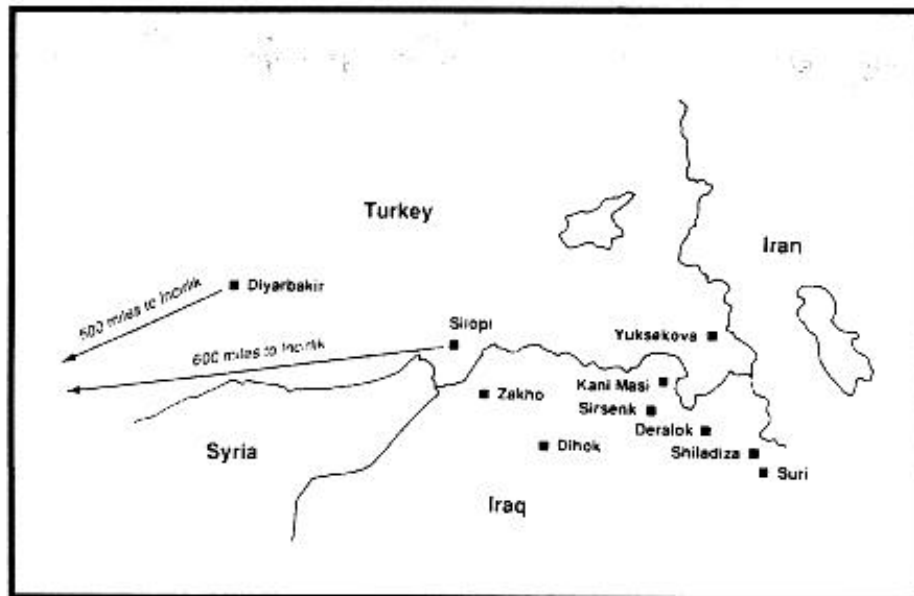 Turkey
Iran
Diyarbakir
500 miles to Incirlik
Silopi
600 miles to Incirlik
Yuksekova
Kani Masi
Zakho
Sirsenk
Deralok
Syria
Dihok
Shiladiza
Suri
Iraq